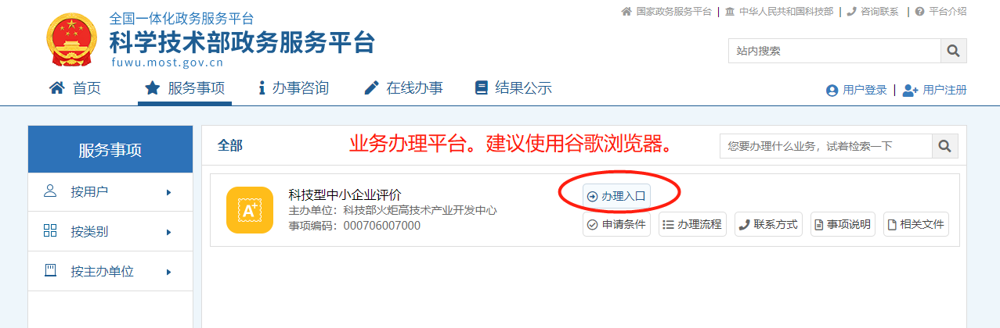 国家政务服务平台 | 中华人民共和国科技部 | 咨询联系 | 平台介绍
全国一体化政务服务平台
科学技术部政务服务平台
fuwu.most.gov.cn
站内搜索
首页 服务事项 办事咨询 在线办事 结果公示
用户登录 | 用户注册
服务事项
按用户
按类别
按主办单位
全部
业务办理平台。建议使用谷歌浏览器。
您要办理什么业务，试着检索一下
A+
科技型中小企业评价
办理入口
主办单位：科技部火炬高技术产业开发中心
事项编码：000706007000
申请条件 办理流程 联系方式 事项说明 相关文件